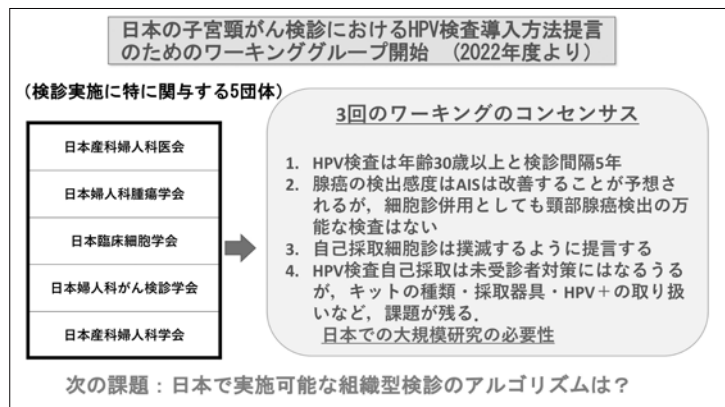 日本の子宮頸がん検診におけるHPV検査導入方法提言
のためのワーキンググループ開始 （2022年度より）
（検診実施に特に関与する5団体）
日本産科婦人科医会
日本婦人科腫瘍学会
日本臨床細胞学会
日本婦人科がん検診学会
日本産科婦人科学会
3回のワーキングのコンセンサス
1. HPV検査は年齢30歳以上と検診間隔5年
2. 腺癌の検出感度はAISは改善することが予想さ
れるが，細胞診併用としても頸部腺癌検出の万
能な検査はない
3. 自己採取細胞診は撲滅するように提言する
4. HPV検査自己採取は未受診者対策にはなるうる
が，キットの種類・採取器具・HPV＋の取り扱
いなど，課題が残る．
日本での大規模研究の必要性
次の課題：日本で実施可能な組織型検診のアルゴリズムは？